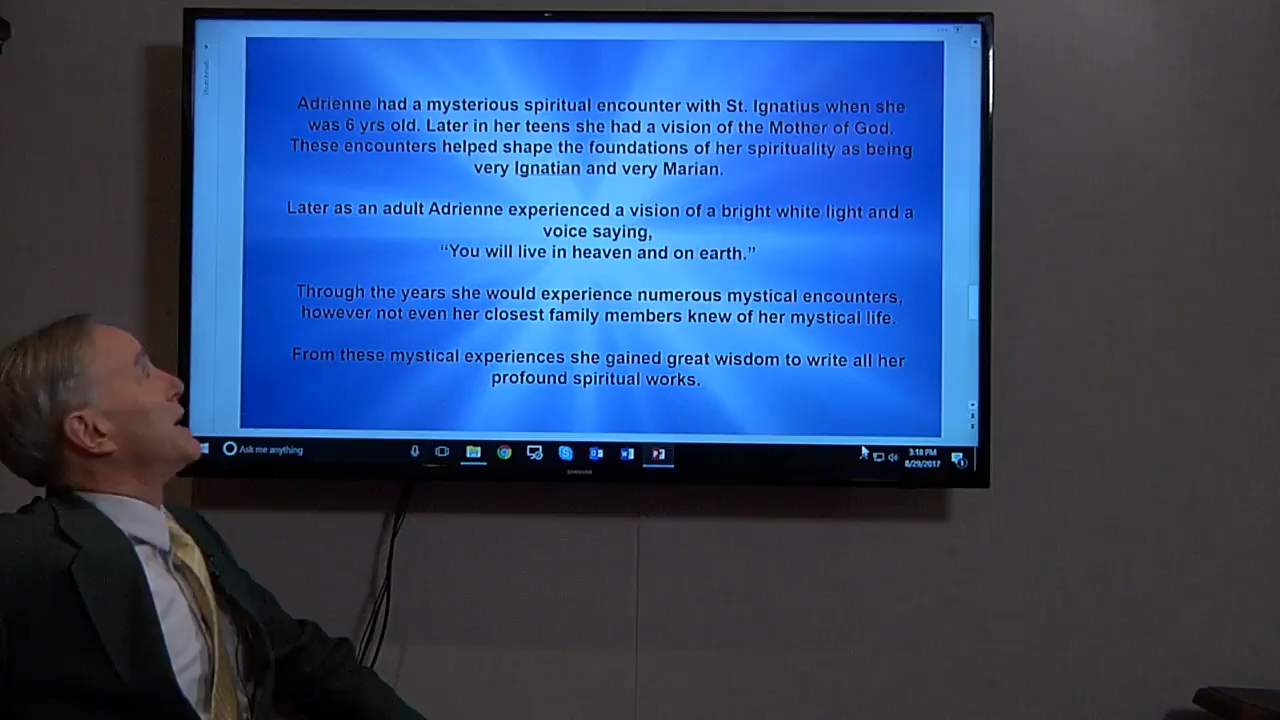 Adrienne had a mysterious spiritual encounter with St. Ignatius when she
was 6 yrs old. Later in her teens she had a vision of the Mother of God.
These encounters helped shape the foundations of her spirituality as being
very Ignatian and very Marian.
Later as an adult Adrienne experienced a vision of a bright white light and a
voice saying,
“You will live in heaven and on earth.”
Through the years she would experience numerous mystical encounters,
however not even her closest family members knew of her mystical life.
From these mystical experiences she gained great wisdom to write all her
profound spiritual works.
Ask me anything
3:18 PM
8/29/2017
SAMSUNG